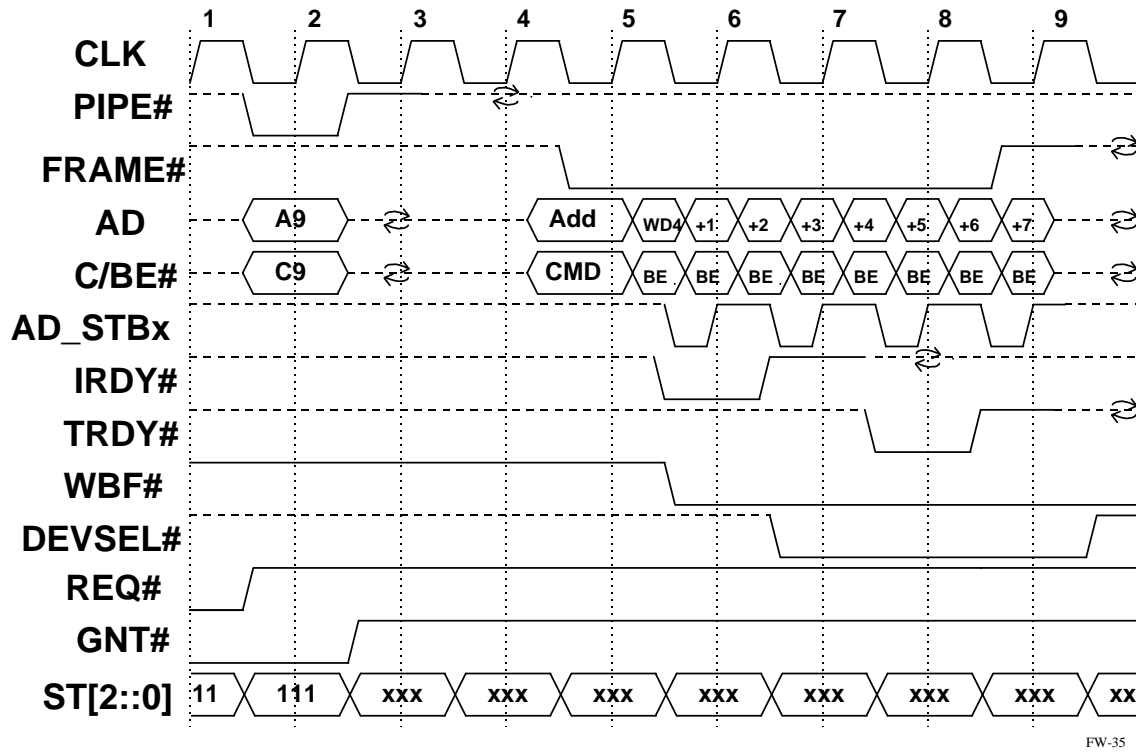 1 2 3 4 5 6 7 8 9
CLK
PIPE#
FRAME#
AD A9 Add WD4 +1 +2 +3 +4 +5 +6 +7
C/BE# C9 CMD BE BE BE BE BE BE BE BE
AD_STBx
IRDY#
TRDY#
WBF#
DEVSEL#
REQ#
GNT#
ST[2::0] 11 111 xxx xxx xxx xxx xxx xxx xxx xx
FW-35